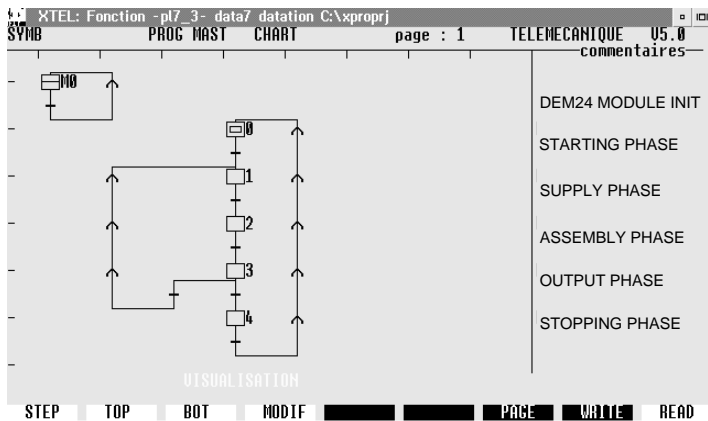 XTEL: Fonction -pl7_3- data7 datation C:\xproprj
SYMB PROG MAST CHART page : 1 TELEMECANIQUE V5.0
commentaires
M0
DEM24 MODULE INIT
0
STARTING PHASE
1
SUPPLY PHASE
2
ASSEMBLY PHASE
3
OUTPUT PHASE
4
STOPPING PHASE
VISUALISATION
STEP TOP BOT MODIF PAGE WRITE READ